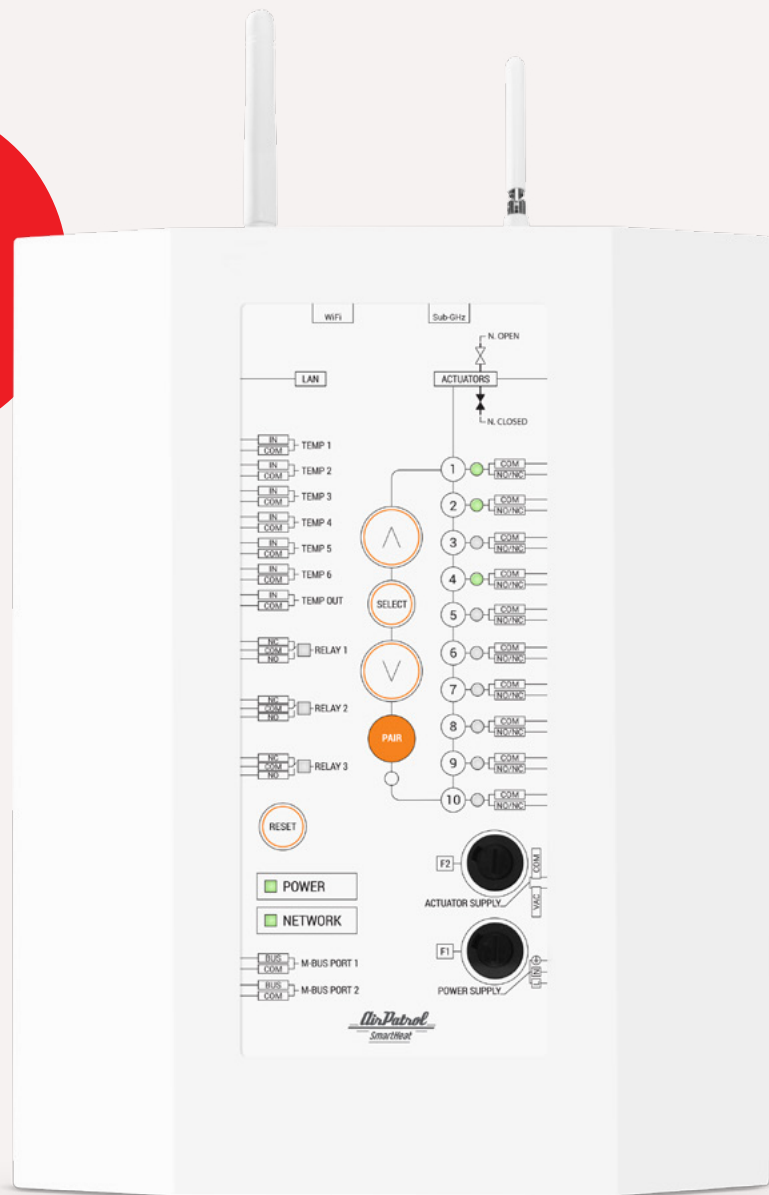 WiFi
Sub-GHz
N. OPEN
LAN
ACTUATORS
N. CLOSED
IN
COM
TEMP 1
IN
COM
TEMP 2
IN
COM
TEMP 3
IN
COM
TEMP 4
IN
COM
TEMP 5
IN
COM
TEMP 6
IN
COM
TEMP OUT
NC
COM
NO
RELAY 1
NC
COM
NO
RELAY 2
NC
COM
NO
RELAY 3
SELECT
PAIR
RESET
1
COM
NO/NC
2
COM
NO/NC
3
COM
NO/NC
4
COM
NO/NC
5
COM
NO/NC
6
COM
NO/NC
7
COM
NO/NC
8
COM
NO/NC
9
COM
NO/NC
10
COM
NO/NC
POWER
NETWORK
F2
COM
ACTUATOR SUPPLY
VAC
F1
POWER SUPPLY
L
N
BUS
COM
M-BUS PORT 1
BUS
COM
M-BUS PORT 2
AirPatrol
SmartHeat